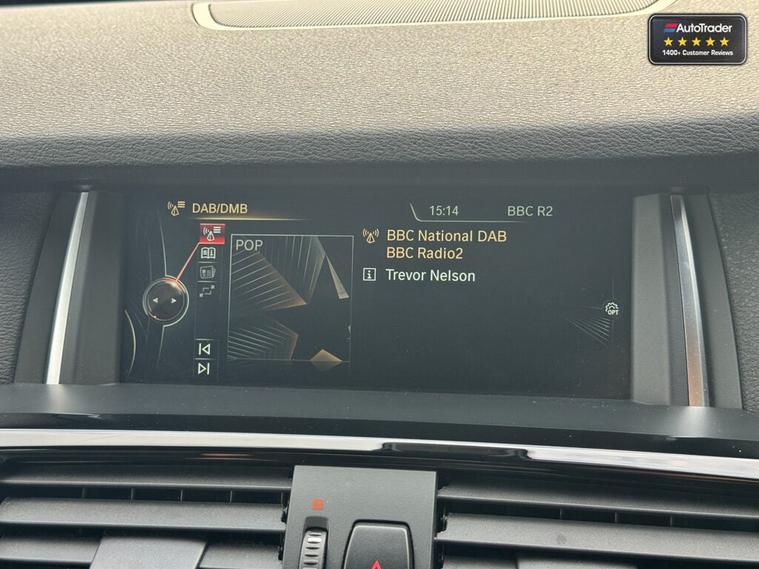 AutoTrader
1400+ Customer Reviews
DAB/DMB
15:14
BBC R2
POP
BBC National DAB
BBC Radio2
Trevor Nelson
OPT